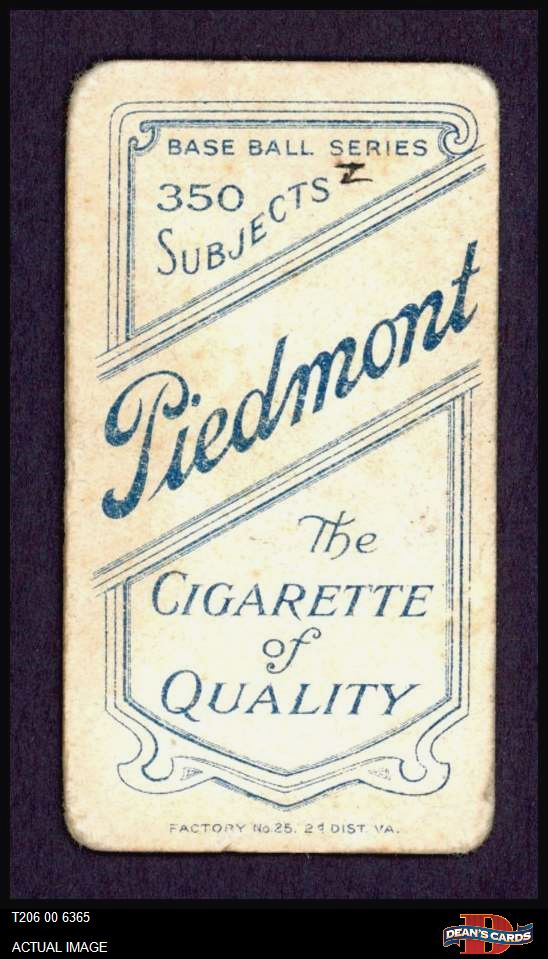 BASE BALL SERIES
350
SUBJECTS
Z
Piedmont
The
CIGARETTE
of
QUALITY
FACTORY No. 25. 2d DIST. VA.
T206 00 6365
ACTUAL IMAGE
DEAN'S CARDS